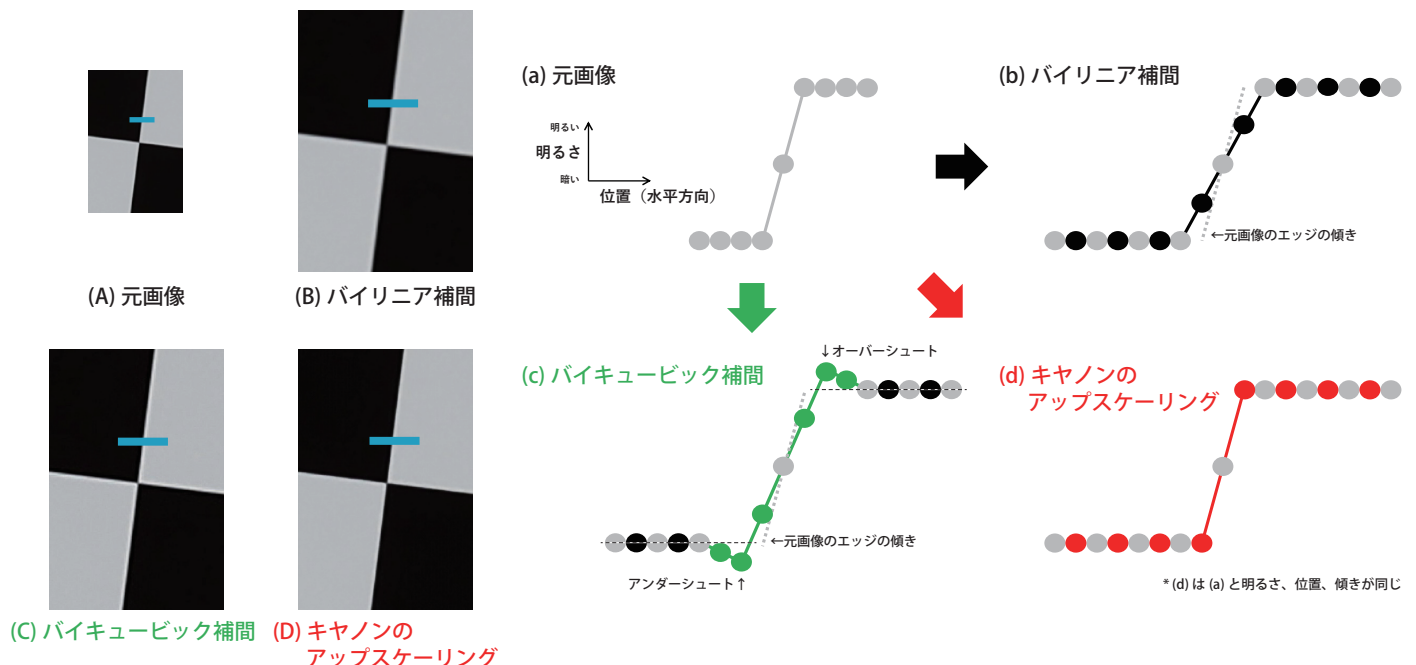 (A) 元画像
(B) バイリニア補間
(C) バイキュービック補間
(D) キヤノンの
アップスケーリング
(a) 元画像
明るい
明るさ
暗い
位置（水平方向）
(b) バイリニア補間
←元画像のエッジの傾き
(c) バイキュービック補間
↓オーバーシュート
←元画像のエッジの傾き
アンダーシュート↑
(d) キヤノンの
アップスケーリング
* (d) は (a) と明るさ、位置、傾きが同じ